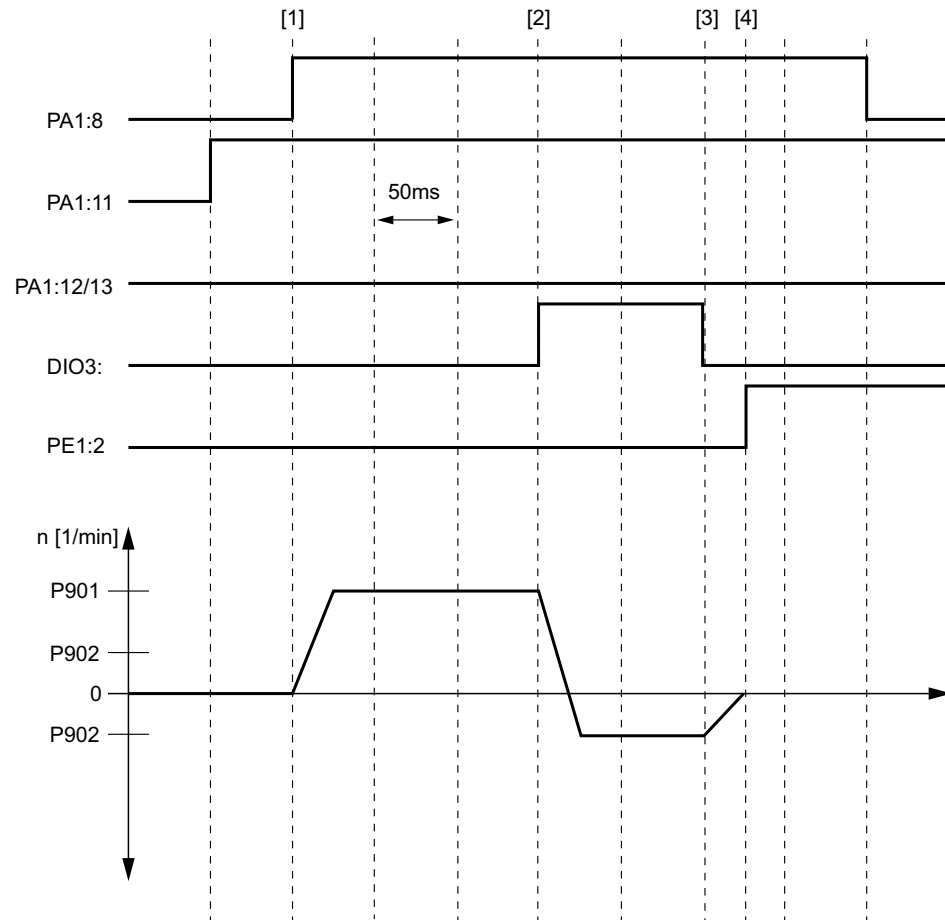 [1] [2] [3] [4]
PA1:8
50ms
PA1:11
PA1:12/13
DIO3:
PE1:2
n [1/min]
P901
P902
0
P902